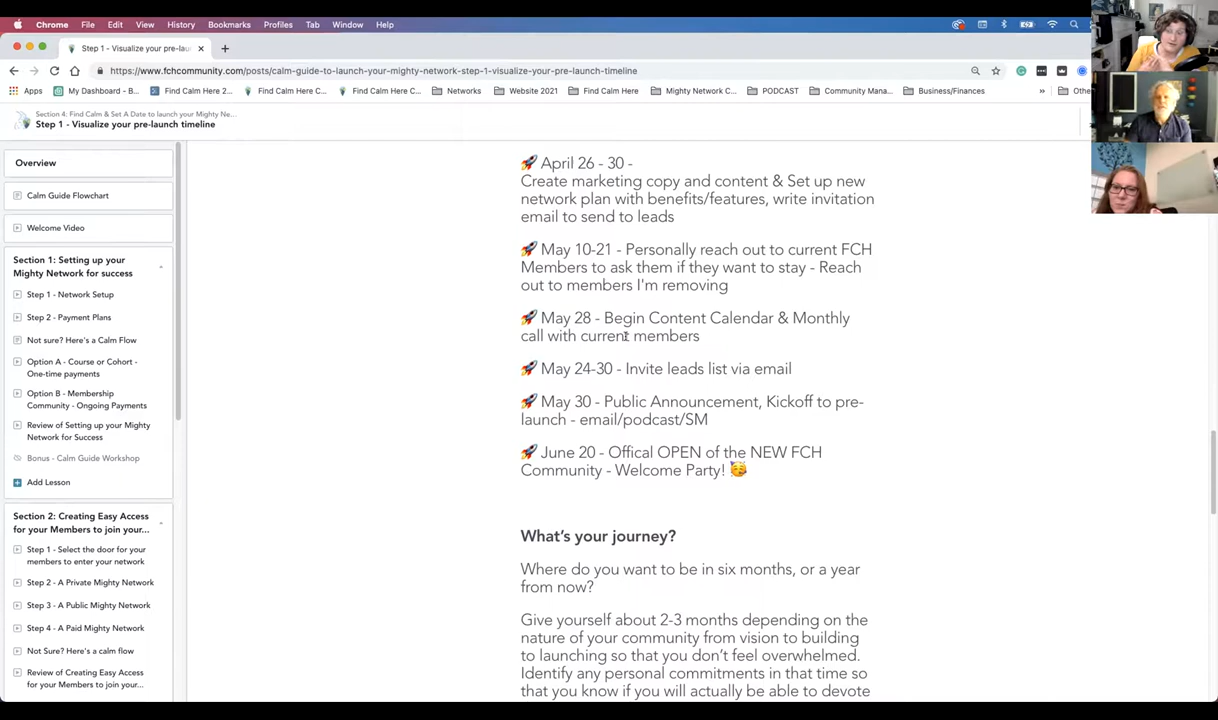 Chrome File Edit View History Bookmarks Profiles Tab Window Help
Step 1 - Visualize your pre-lau
https://www.fchcommunity.com/posts/calm-guide-to-launch-your-mighty-network-step-1-visualize-your-pre-launch-timeline
Apps My Dashboard - B... Find Calm Here 2... Find Calm Here C... Find Calm Here C... Networks Website 2021 Find Calm Here Mighty Network C... PODCAST Community Mana... Business/Finances » Othe
Section 4: Find Calm & Set A Date to launch your Mighty Ne...
Step 1 - Visualize your pre-launch timeline
Overview
Calm Guide Flowchart
Welcome Video
Section 1: Setting up your
Mighty Network for success
Step 1 - Network Setup
Step 2 - Payment Plans
Not sure? Here's a Calm Flow
Option A - Course or Cohort -
One-time payments
Option B - Membership
Community - Ongoing Payments
Review of Setting up your Mighty
Network for Success
Bonus - Calm Guide Workshop
Add Lesson
Section 2: Creating Easy Access
for your Members to join your...
Step 1 - Select the door for your
members to enter your network
Step 2 - A Private Mighty Network
Step 3 - A Public Mighty Network
Step 4 - A Paid Mighty Network
Not Sure? Here's a calm flow
Review of Creating Easy Access
for your Members to join your...
🚀 April 26 - 30 -
Create marketing copy and content & Set up new
network plan with benefits/features, write invitation
email to send to leads
🚀 May 10-21 - Personally reach out to current FCH
Members to ask them if they want to stay - Reach
out to members I'm removing
🚀 May 28 - Begin Content Calendar & Monthly
call with current members
🚀 May 24-30 - Invite leads list via email
🚀 May 30 - Public Announcement, Kickoff to pre-
launch - email/podcast/SM
🚀 June 20 - Offical OPEN of the NEW FCH
Community - Welcome Party! 🥳
What's your journey?
Where do you want to be in six months, or a year
from now?
Give yourself about 2-3 months depending on the
nature of your community from vision to building
to launching so that you don't feel overwhelmed.
Identify any personal commitments in that time so
that you know if you will actually be able to devote